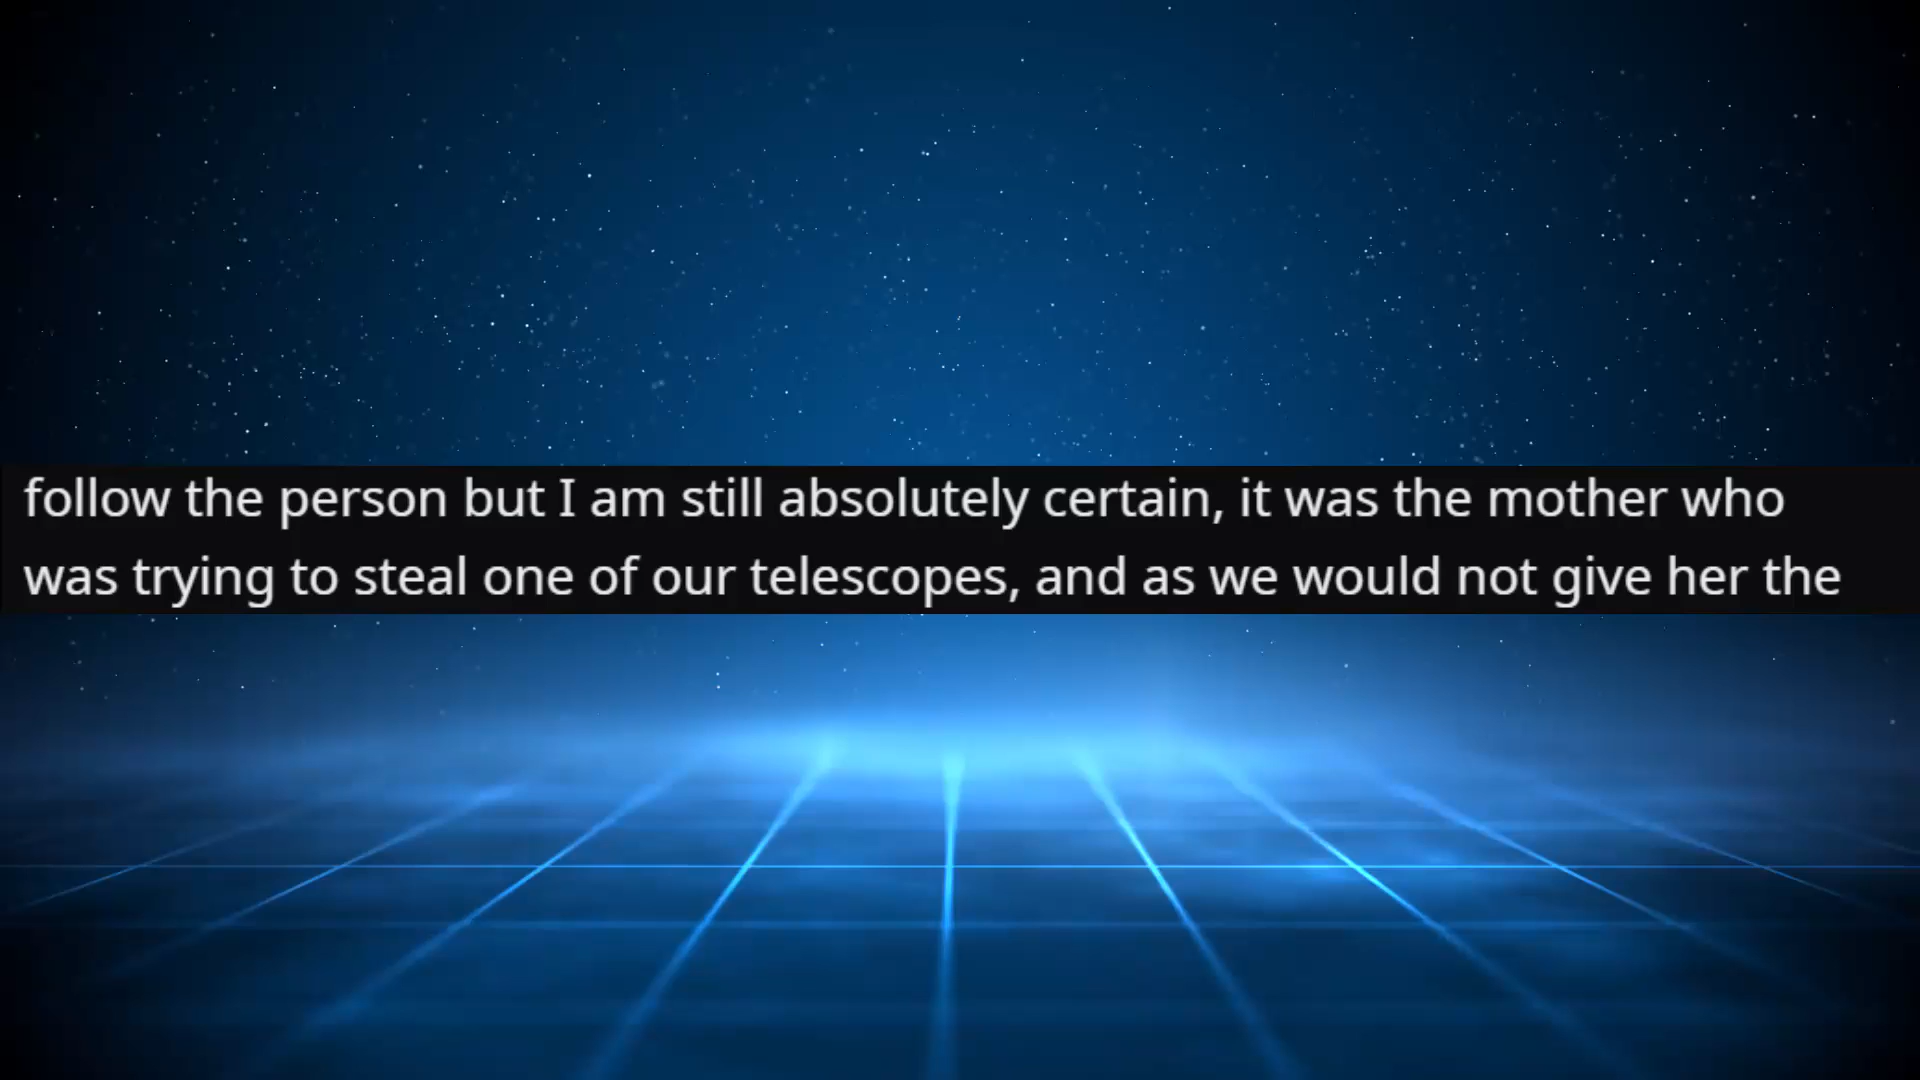 follow the person but I am still absolutely certain, it was the mother who
was trying to steal one of our telescopes, and as we would not give her the